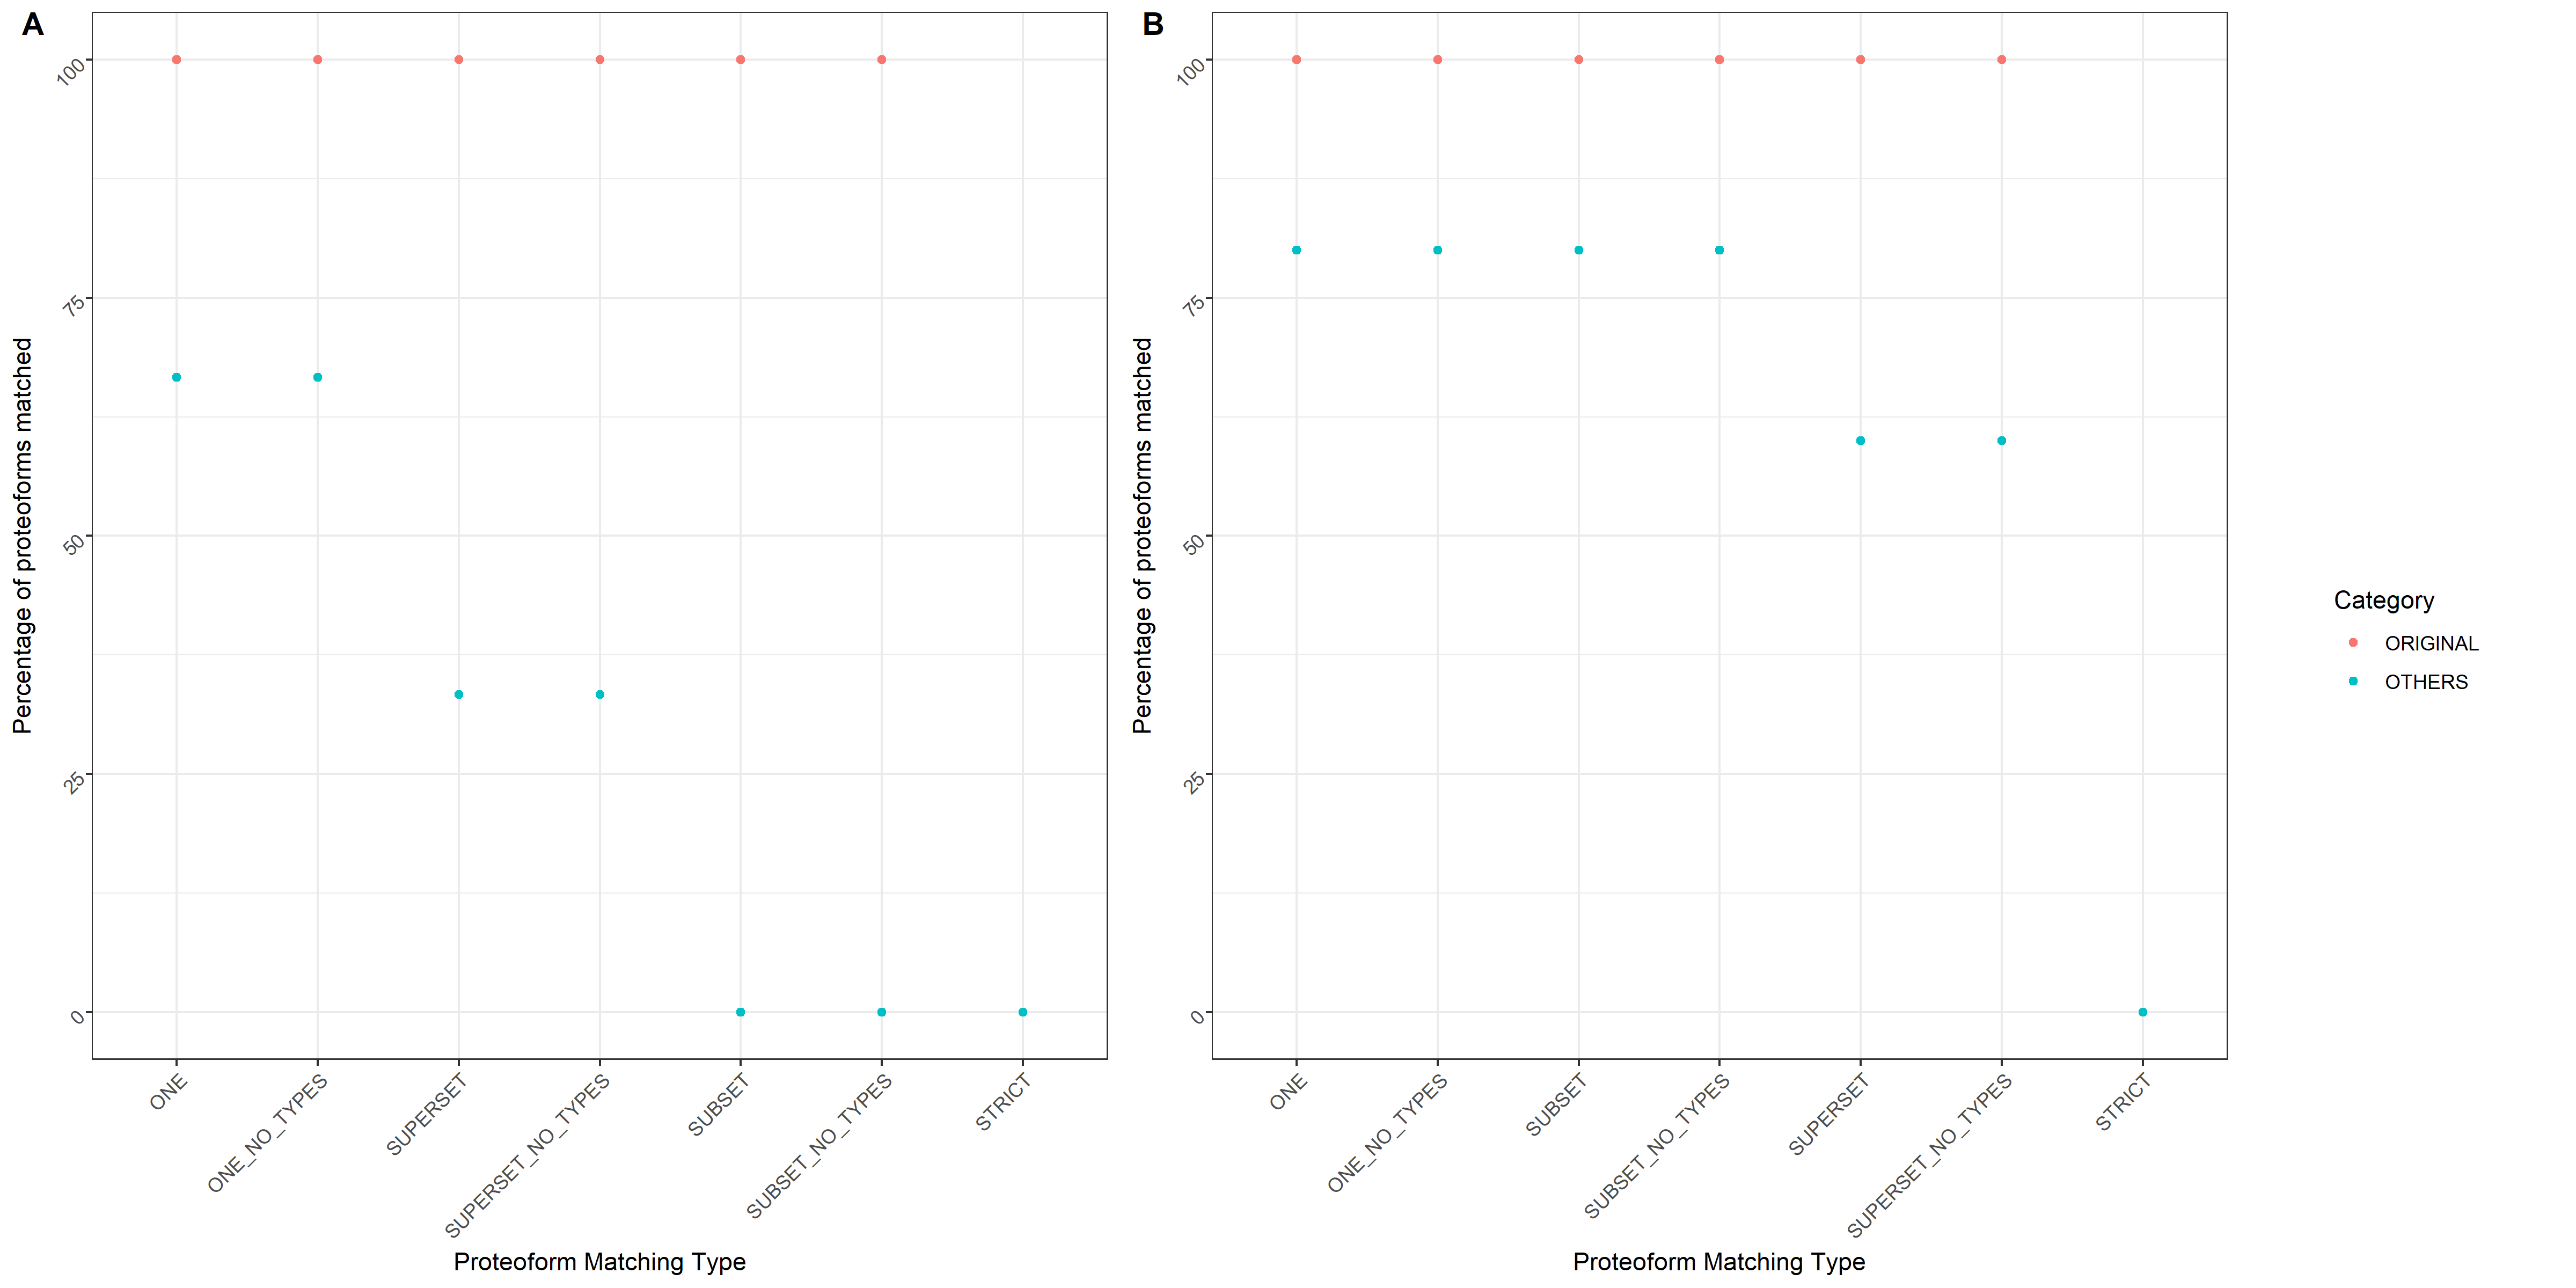 A
Percentage of proteoforms matched
100
75
50
25
0
ONE
ONE_NO_TYPES
SUPERSET
SUPERSET_NO_TYPES
SUBSET
SUBSET_NO_TYPES
STRICT
Proteoform Matching Type
B
Percentage of proteoforms matched
100
75
50
25
0
ONE
ONE_NO_TYPES
SUBSET
SUBSET_NO_TYPES
SUPERSET
SUPERSET_NO_TYPES
STRICT
Proteoform Matching Type
Category
ORIGINAL
OTHERS